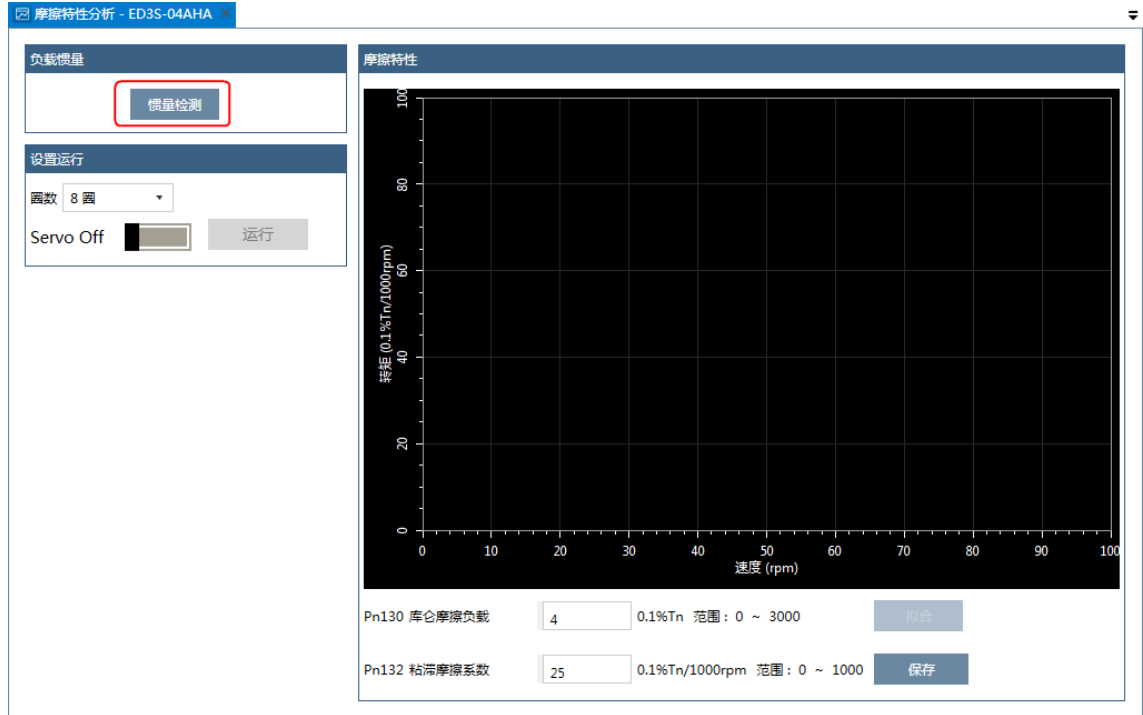 摩擦特性分析 - ED3S-04AHA
负载惯量
惯量检测
设置运行
圈数 8 圈
Servo Off 运行
摩擦特性
转矩 (0.1%Tn/1000rpm)
100
80
60
40
20
0
0 10 20 30 40 50 60 70 80 90 100
速度 (rpm)
Pn130 库仑摩擦负载 4 0.1%Tn 范围：0 ~ 3000 拟合
Pn132 粘滞摩擦系数 25 0.1%Tn/1000rpm 范围：0 ~ 1000 保存